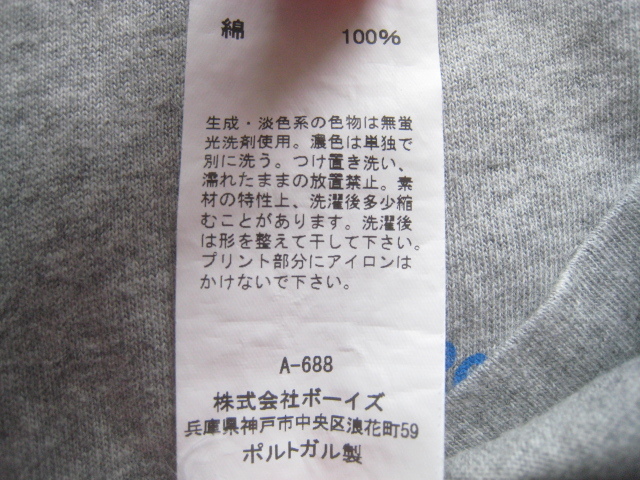 綿 100%
生成・淡色系の色物は無蛍
光洗剤使用。濃色は単独で
別に洗う。つけ置き洗い、
濡れたままの放置禁止。素
材の特性上、洗濯後多少縮
むことがあります。洗濯後
は形を整えて干して下さい。
プリント部分にアイロンは
かけないで下さい。
A-688
株式会社ボーイズ
兵庫県神戸市中央区浪花町59
ポルトガル製